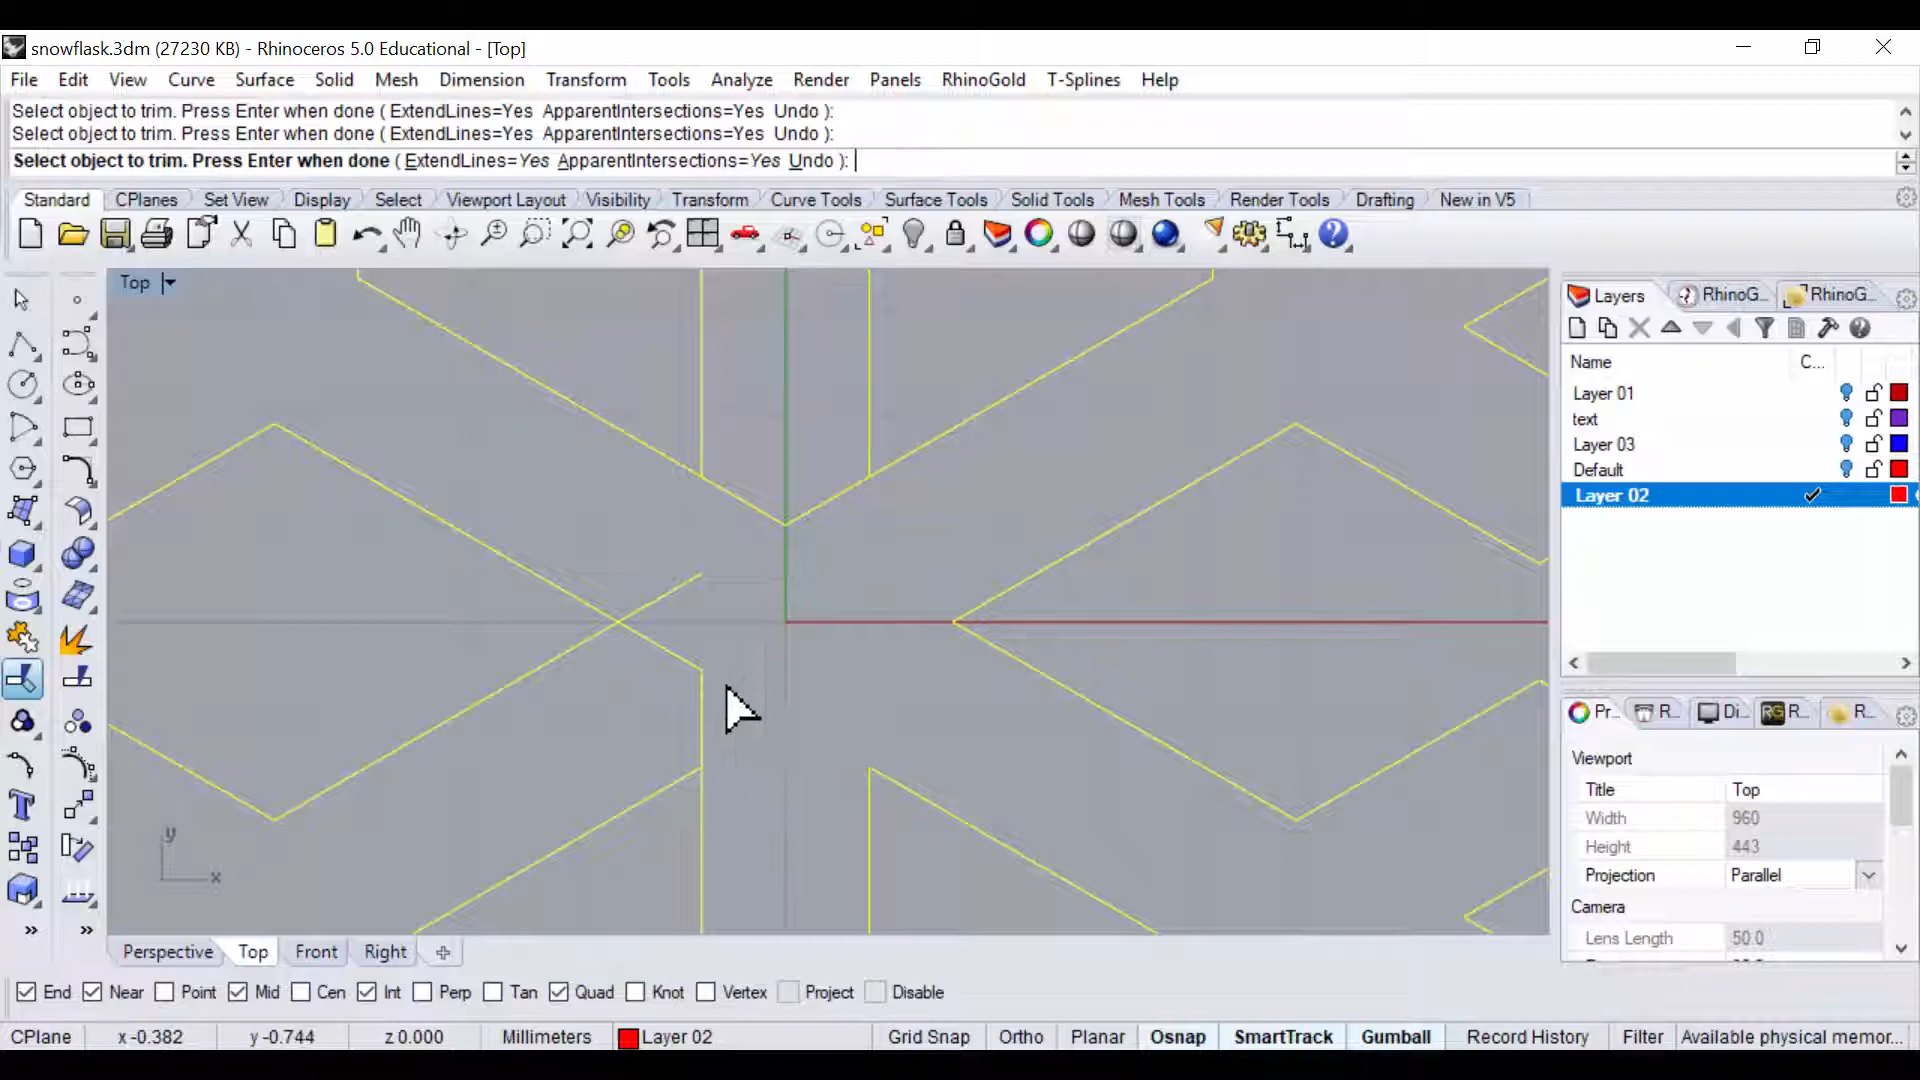 snowflask.3dm (27230 KB) - Rhinoceros 5.0 Educational - [Top]
File Edit View Curve Surface Solid Mesh Dimension Transform Tools Analyze Render Panels RhinoGold T-Splines Help
Select object to trim. Press Enter when done ( ExtendLines=Yes ApparentIntersections=Yes Undo ):
Select object to trim. Press Enter when done ( ExtendLines=Yes ApparentIntersections=Yes Undo ):
Select object to trim. Press Enter when done ( ExtendLines=Yes ApparentIntersections=Yes Undo ):
Standard CPlanes Set View Display Select Viewport Layout Visibility Transform Curve Tools Surface Tools Solid Tools Mesh Tools Render Tools Drafting New in V5
Top
Layers RhinoG... RhinoG...
Name C...
Layer 01
text
Layer 03
Default
Layer 02
Pr... R... Di... R... R...
Viewport
Title Top
Width 960
Height 443
Projection Parallel
Camera
Lens Length 50.0
y
x
Perspective Top Front Right
End Near Point Mid Cen Int Perp Tan Quad Knot Vertex Project Disable
CPlane x -0.382 y -0.744 z 0.000 Millimeters Layer 02 Grid Snap Ortho Planar Osnap SmartTrack Gumball Record History Filter Available physical memor...